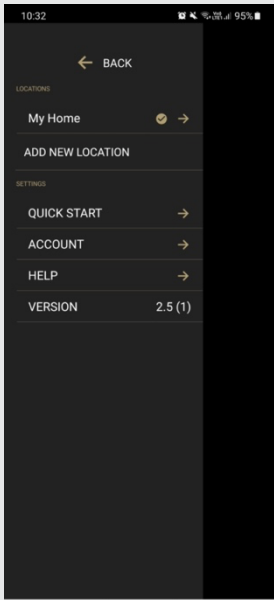 10:32
95%
BACK
LOCATIONS
My Home
ADD NEW LOCATION
SETTINGS
QUICK START
ACCOUNT
HELP
VERSION 2.5 (1)